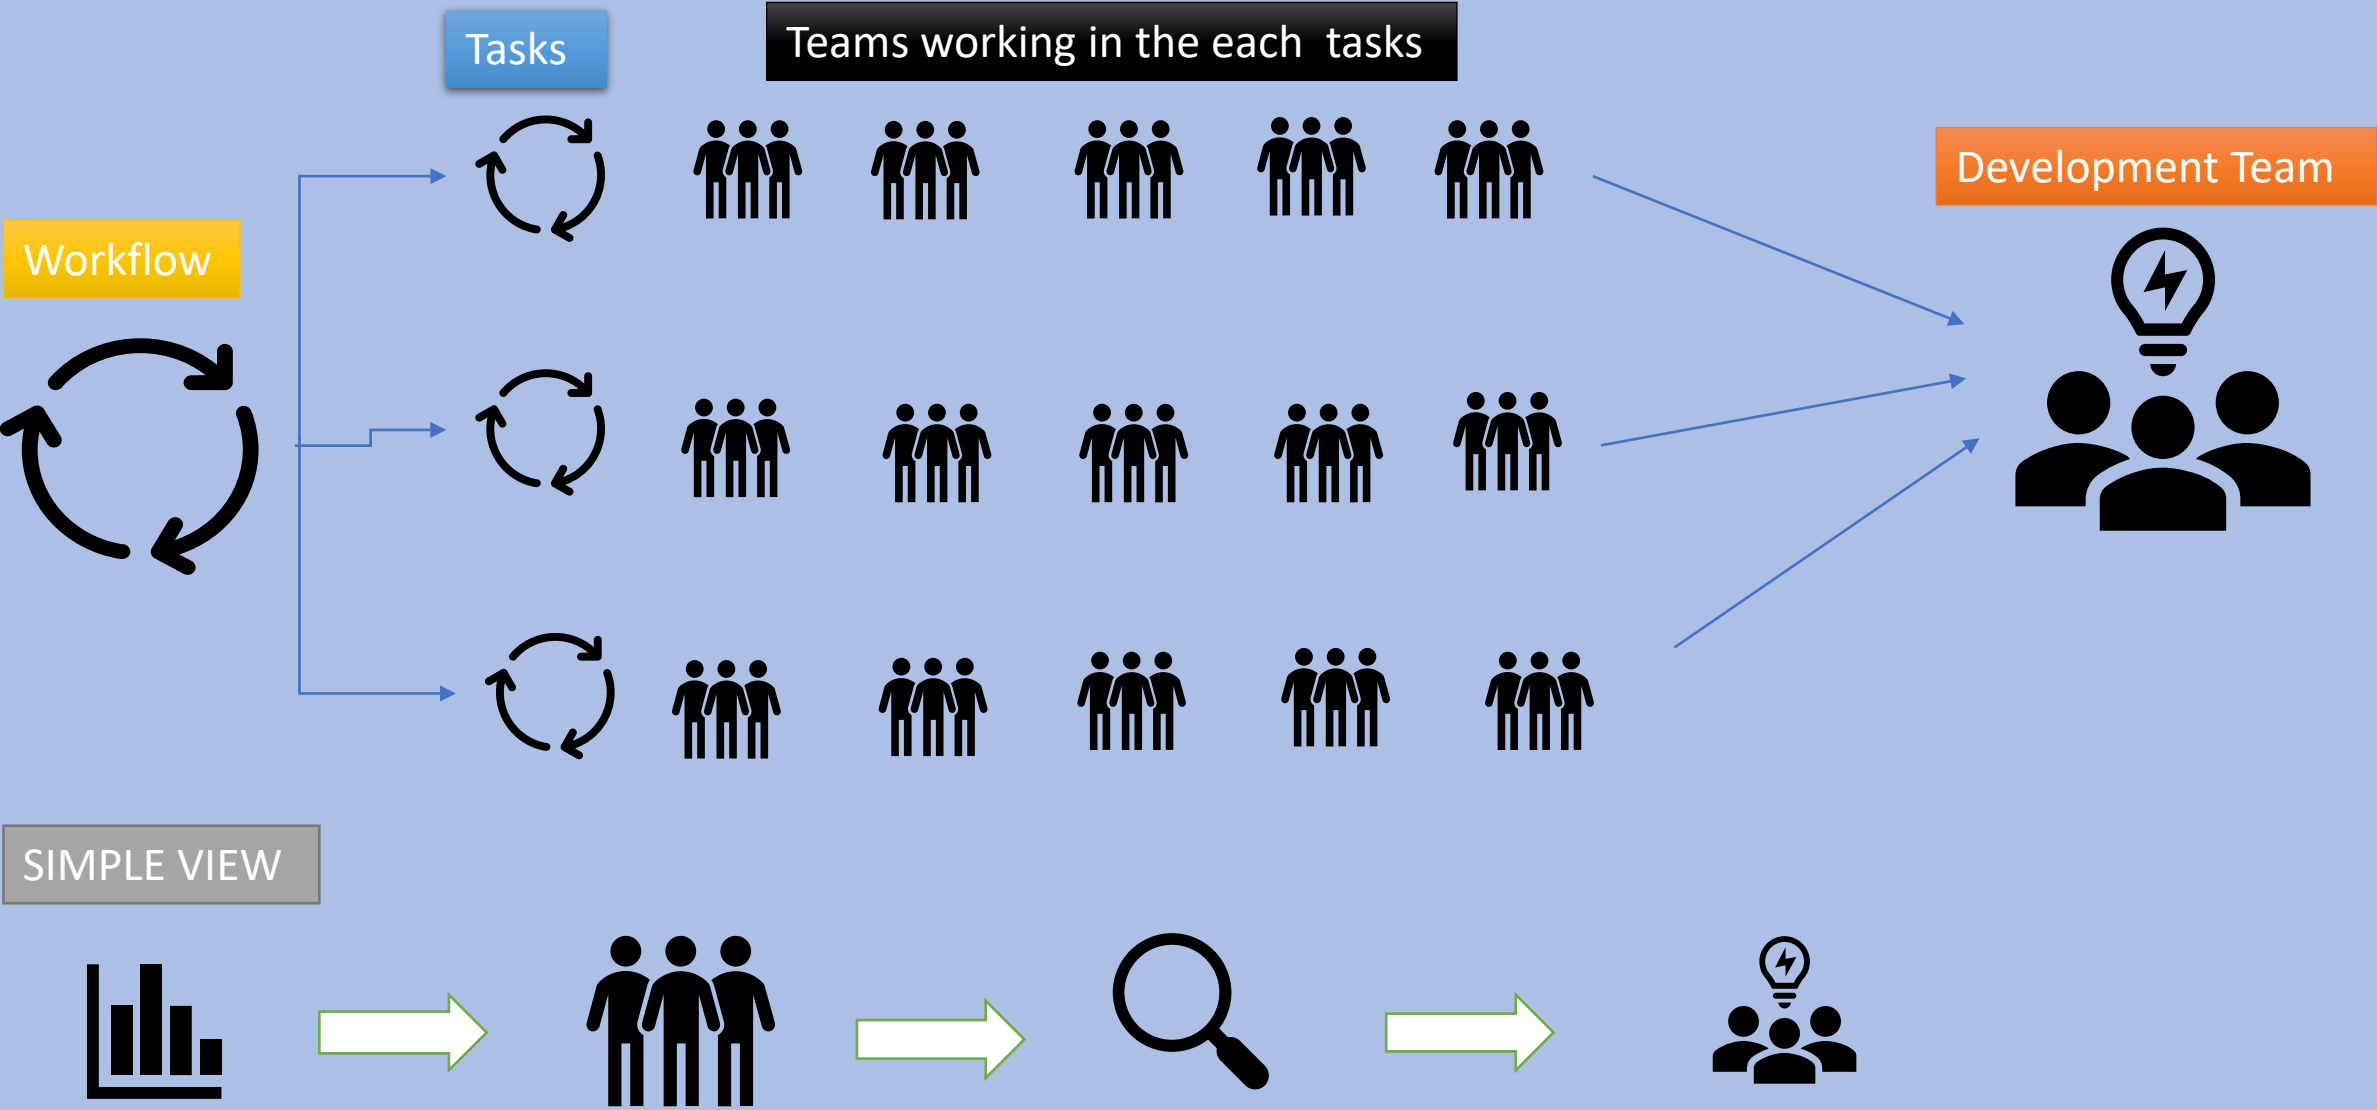 Tasks
Teams working in the each  tasks
Development Team
Workflow
SIMPLE VIEW